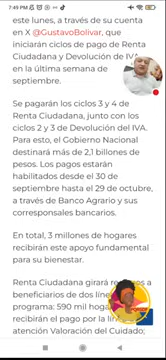 7:49 PM
este lunes, a través de su cuenta
en X @GustavoBolivar, que
iniciarán ciclos de pago de Renta
Ciudadana y Devolución de IVA
en la última semana de
septiembre.
Se pagarán los ciclos 3 y 4 de
Renta Ciudadana, junto con los
ciclos 2 y 3 de Devolución del IVA.
Para esto, el Gobierno Nacional
destinará más de 2,1 billones de
pesos. Los pagos estarán
habilitados desde el 30 de
septiembre hasta el 29 de octubre,
a través de Banco Agrario y sus
corresponsales bancarios.
En total, 3 millones de hogares
recibirán este apoyo fundamental
para su bienestar.
Renta Ciudadana girará recursos a
beneficiarios de dos líneas
programa: 590 mil hogares
recibirán el pago por la línea
atención Valoración del Cuidado;